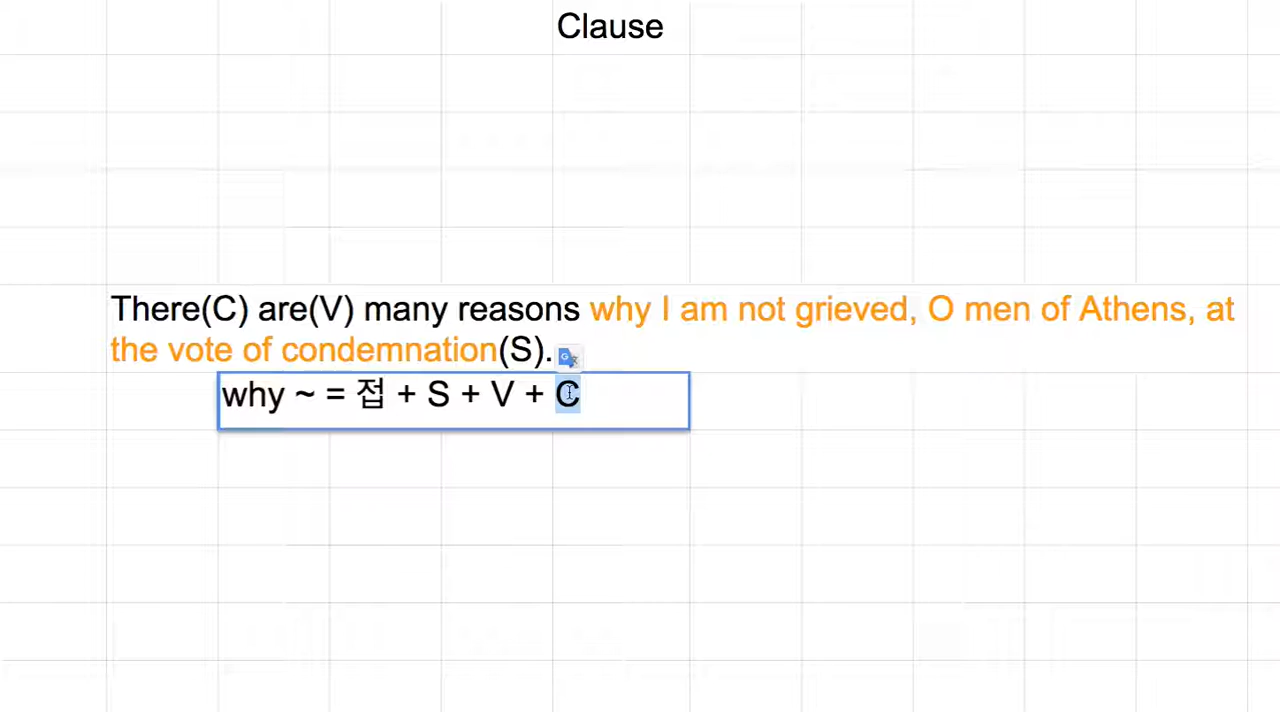 Clause
There(C) are(V) many reasons why I am not grieved, O men of Athens, at
the vote of condemnation(S).
why ~ = 접 + S + V + C